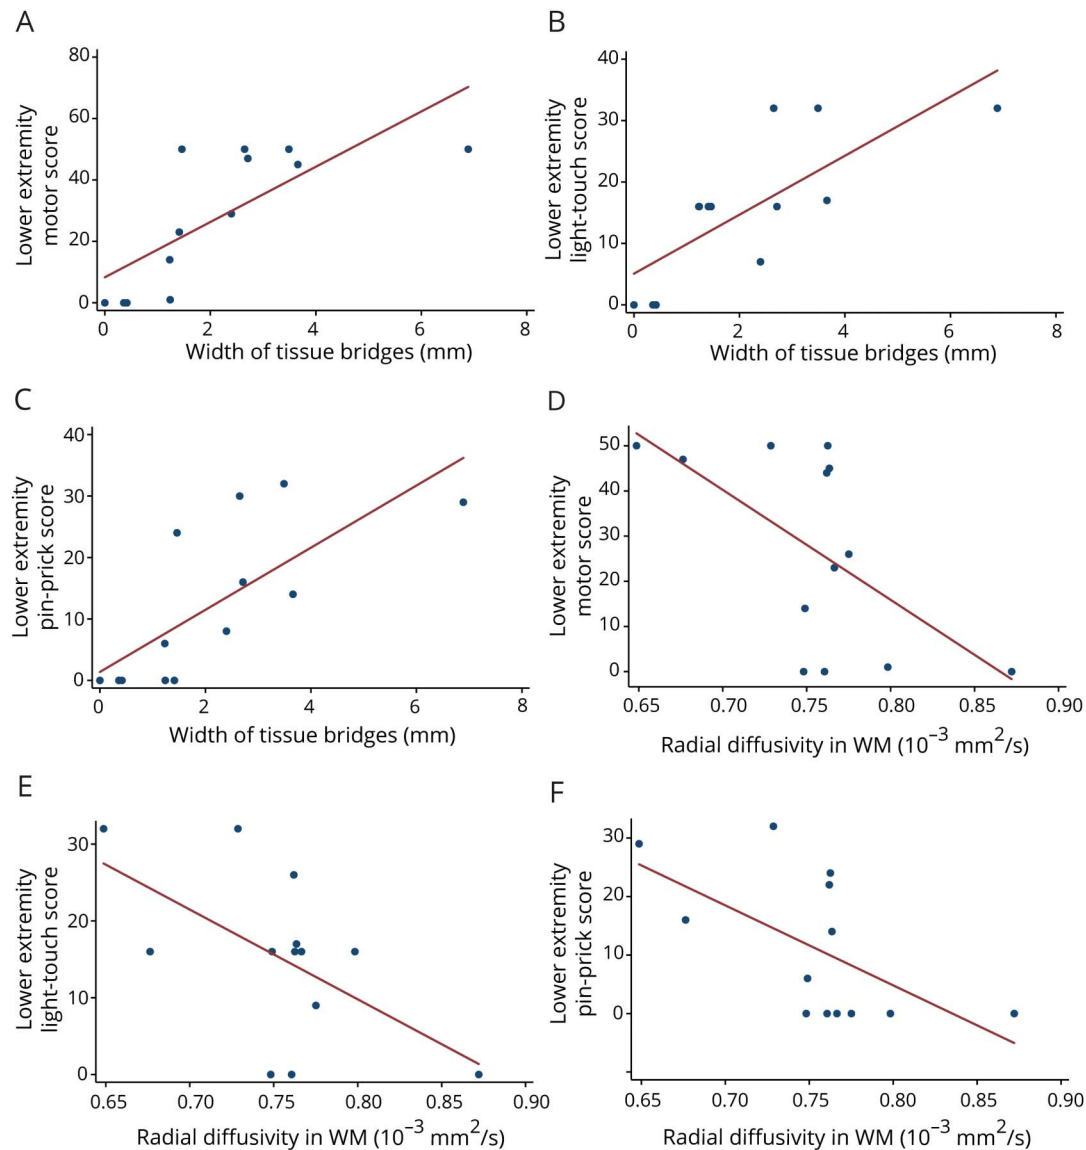 A
80
60
40
20
0
0 2 4 6 8
Lower extremity
motor score
Width of tissue bridges (mm)
B
40
30
20
10
0
0 2 4 6 8
Lower extremity
light-touch score
Width of tissue bridges (mm)
C
40
30
20
10
0
0 2 4 6 8
Lower extremity
pin-prick score
Width of tissue bridges (mm)
D
50
40
30
20
10
0
0.65 0.70 0.75 0.80 0.85 0.90
Lower extremity
motor score
Radial diffusivity in WM (10⁻³ mm²/s)
E
30
20
10
0
0.65 0.70 0.75 0.80 0.85 0.90
Lower extremity
light-touch score
Radial diffusivity in WM (10⁻³ mm²/s)
F
30
20
10
0
0.65 0.70 0.75 0.80 0.85 0.90
Lower extremity
pin-prick score
Radial diffusivity in WM (10⁻³ mm²/s)